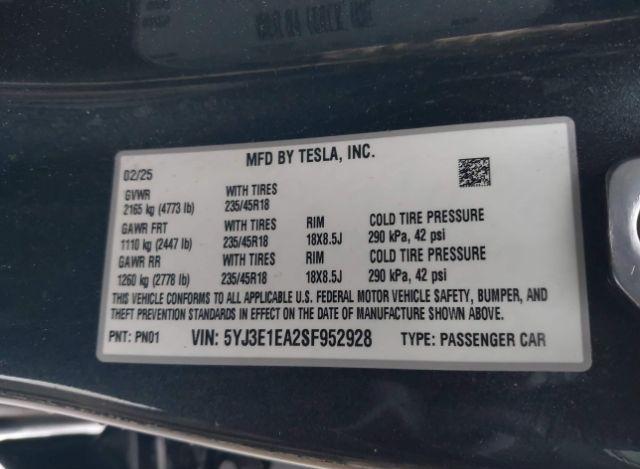 MFD BY TESLA, INC.
02/25
GVWR WITH TIRES
2165 kg (4773 lb) 235/45R18
GAWR FRT WITH TIRES RIM COLD TIRE PRESSURE
1110 kg (2447 lb) 235/45R18 18X8.5J 290 kPa, 42 psi
GAWR RR WITH TIRES RIM COLD TIRE PRESSURE
1260 kg (2778 lb) 235/45R18 18X8.5J 290 kPa, 42 psi
THIS VEHICLE CONFORMS TO ALL APPLICABLE U.S. FEDERAL MOTOR VEHICLE SAFETY, BUMPER, AND
THEFT PREVENTION STANDARDS IN EFFECT ON THE DATE OF MANUFACTURE SHOWN ABOVE.
PNT: PN01 VIN: 5YJ3E1EA2SF952928 TYPE: PASSENGER CAR